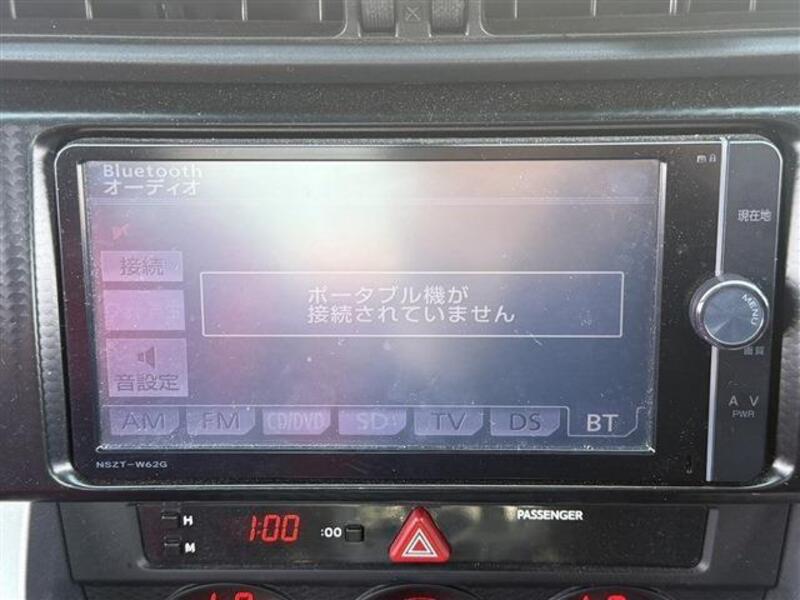 Bluetooth
オーディオ
現在地
接続
ポータブル機が
接続されていません
MENU
画質
音設定
A V
PWR
AM FM CD/DVD SD TV DS BT
NSZT-W62G
H
M
1:00
:00
PASSENGER